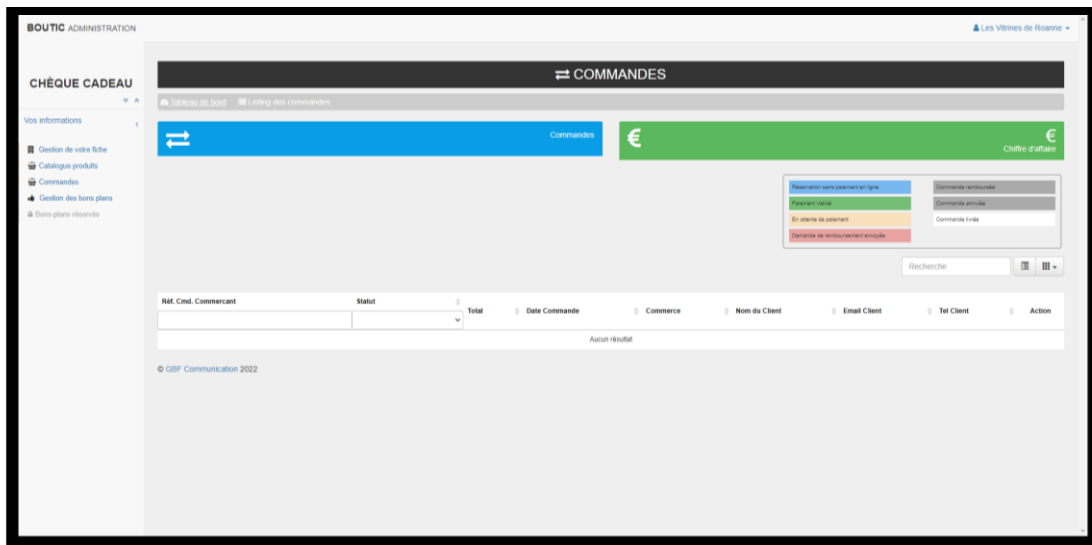 BOUTIC ADMINISTRATION
Les Vitrines de Roanne
CHÈQUE CADEAU
Vos informations
Gestion de votre fiche
Catalogue produits
Commandes
Gestion des bons plans
Bons-plans réservés
COMMANDES
Tableau de bord Listing des commandes
Commandes
€
€
Chiffre d'affaire
Réservation sans paiement en ligne
Commande remboursée
Paiement Validé
Commande annulée
En attente de paiement
Commande livrée
Demande de remboursement envoyée
Recherche
Réf. Cmd. Commercant Statut Total Date Commande Commerce Nom du Client Email Client Tel Client Action
Aucun résultat
© GBF Communication 2022